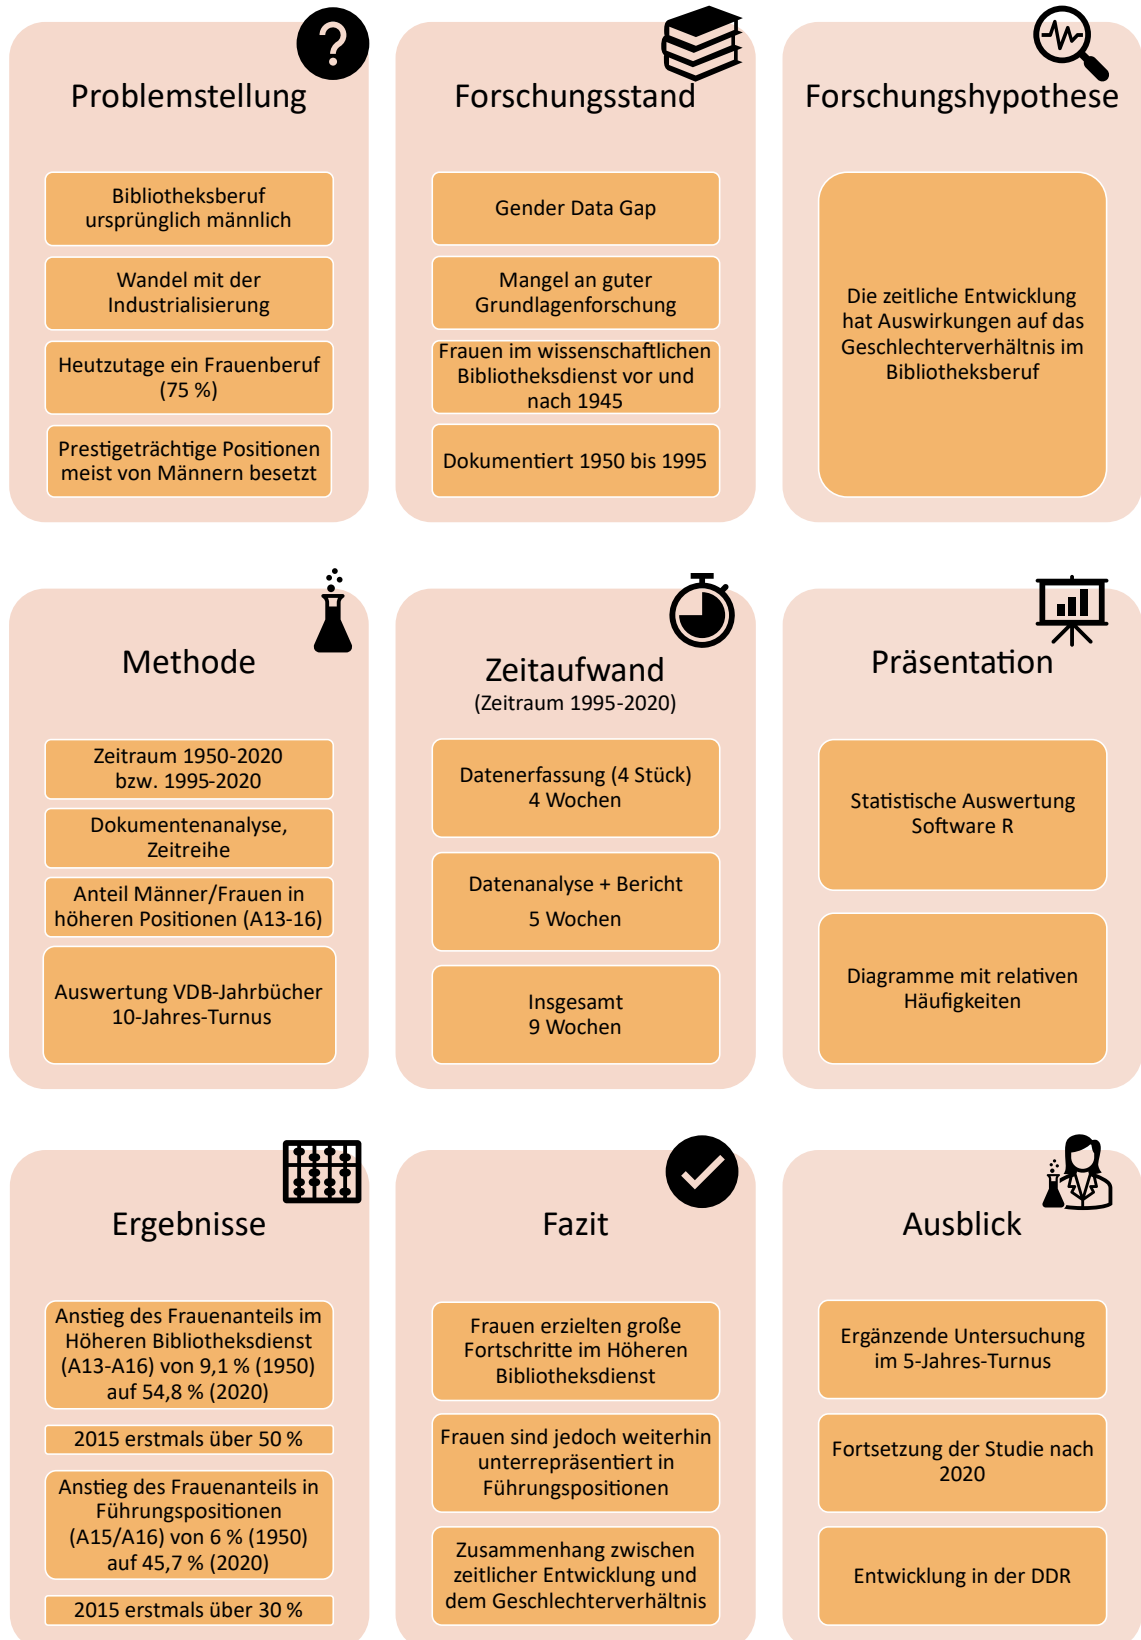 ?
Problemstellung
Bibliotheksberuf
ursprünglich männlich
Wandel mit der
Industrialisierung
Heutzutage ein Frauenberuf
(75 %)
Prestigeträchtige Positionen
meist von Männern besetzt
Forschungsstand
Gender Data Gap
Mangel an guter
Grundlagenforschung
Frauen im wissenschaftlichen
Bibliotheksdienst vor und
nach 1945
Dokumentiert 1950 bis 1995
Forschungshypothese
Die zeitliche Entwicklung
hat Auswirkungen auf das
Geschlechterverhältnis im
Bibliotheksberuf
Methode
Zeitraum 1950-2020
bzw. 1995-2020
Dokumentenanalyse,
Zeitreihe
Anteil Männer/Frauen in
höheren Positionen (A13-16)
Auswertung VDB-Jahrbücher
10-Jahres-Turnus
Zeitaufwand
(Zeitraum 1995-2020)
Datenerfassung (4 Stück)
4 Wochen
Datenanalyse + Bericht
5 Wochen
Insgesamt
9 Wochen
Präsentation
Statistische Auswertung
Software R
Diagramme mit relativen
Häufigkeiten
Ergebnisse
Anstieg des Frauenanteils im
Höheren Bibliotheksdienst
(A13-A16) von 9,1 % (1950)
auf 54,8 % (2020)
2015 erstmals über 50 %
Anstieg des Frauenanteils in
Führungspositionen
(A15/A16) von 6 % (1950)
auf 45,7 % (2020)
2015 erstmals über 30 %
Fazit
Frauen erzielten große
Fortschritte im Höheren
Bibliotheksdienst
Frauen sind jedoch weiterhin
unterrepräsentiert in
Führungspositionen
Zusammenhang zwischen
zeitlicher Entwicklung und
dem Geschlechterverhältnis
Ausblick
Ergänzende Untersuchung
im 5-Jahres-Turnus
Fortsetzung der Studie nach
2020
Entwicklung in der DDR